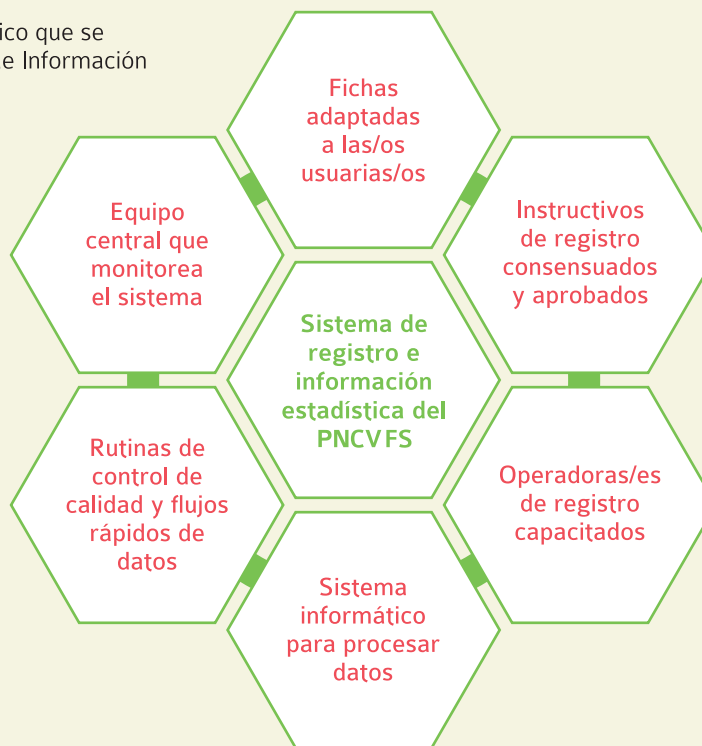 ico que se
e Información
Fichas
adaptadas
a las/os
usuarias/os
Equipo
central que
monitorea
el sistema
Instructivos
de registro
consensuados
y aprobados
Sistema de
registro e
información
estadística del
PNCVFS
Rutinas de
control de
calidad y flujos
rápidos de
datos
Operadoras/es
de registro
capacitados
Sistema
informático
para procesar
datos